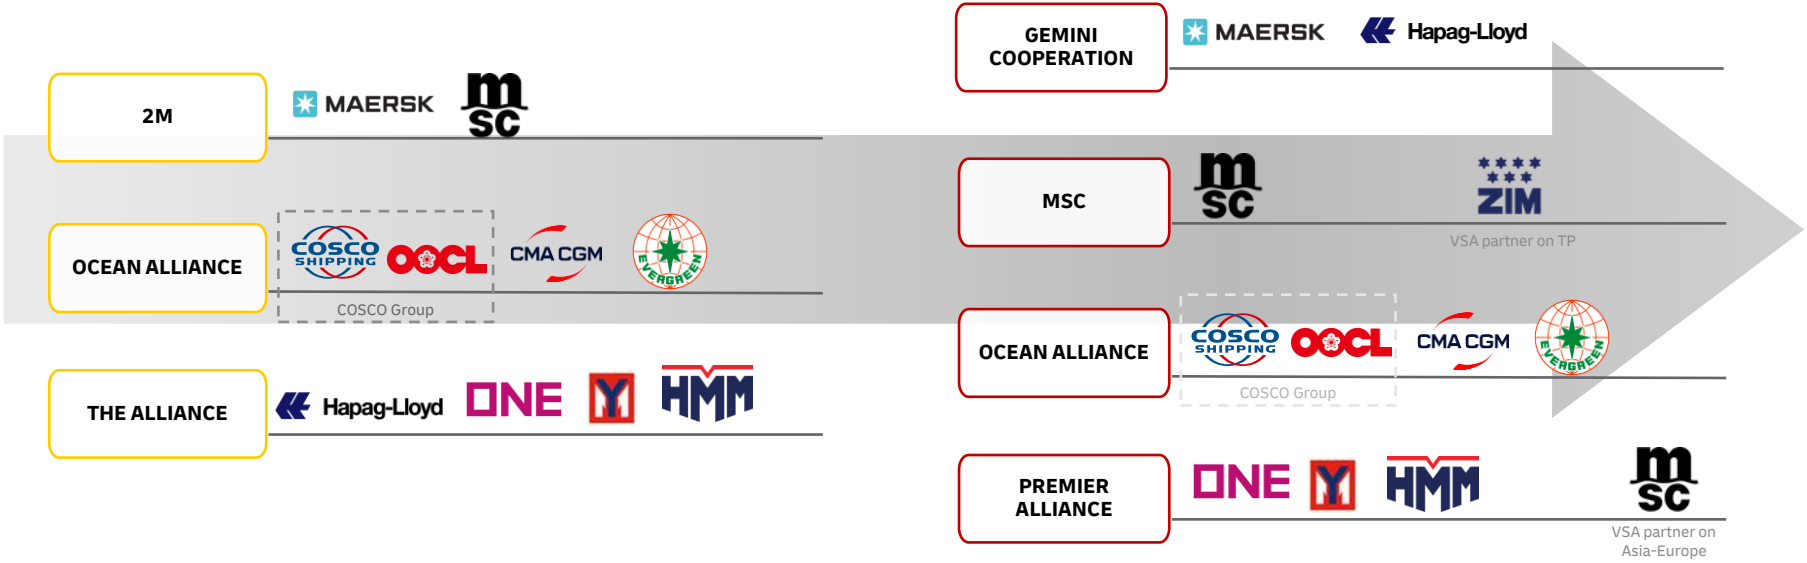 2M
MAERSK
msc
OCEAN ALLIANCE
COSCO
SHIPPING
OOCL
CMA CGM
EVERGREEN
COSCO Group
THE ALLIANCE
Hapag-Lloyd
ONE
Y
HMM
GEMINI
COOPERATION
MAERSK
Hapag-Lloyd
MSC
msc
ZIM
VSA partner on TP
OCEAN ALLIANCE
COSCO
SHIPPING
OOCL
CMA CGM
EVERGREEN
COSCO Group
PREMIER
ALLIANCE
ONE
Y
HMM
msc
VSA partner on
Asia-Europe